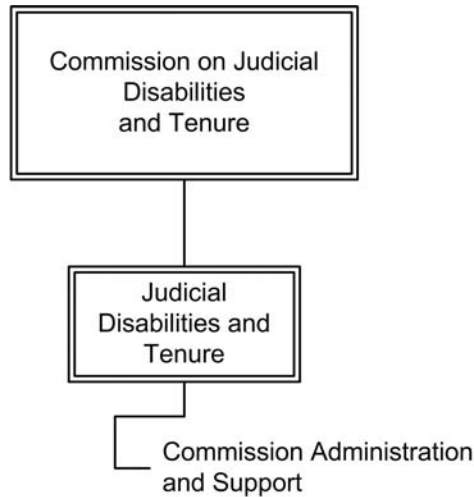 Commission on Judicial
Disabilities
and Tenure
Judicial
Disabilities and
Tenure
Commission Administration
and Support